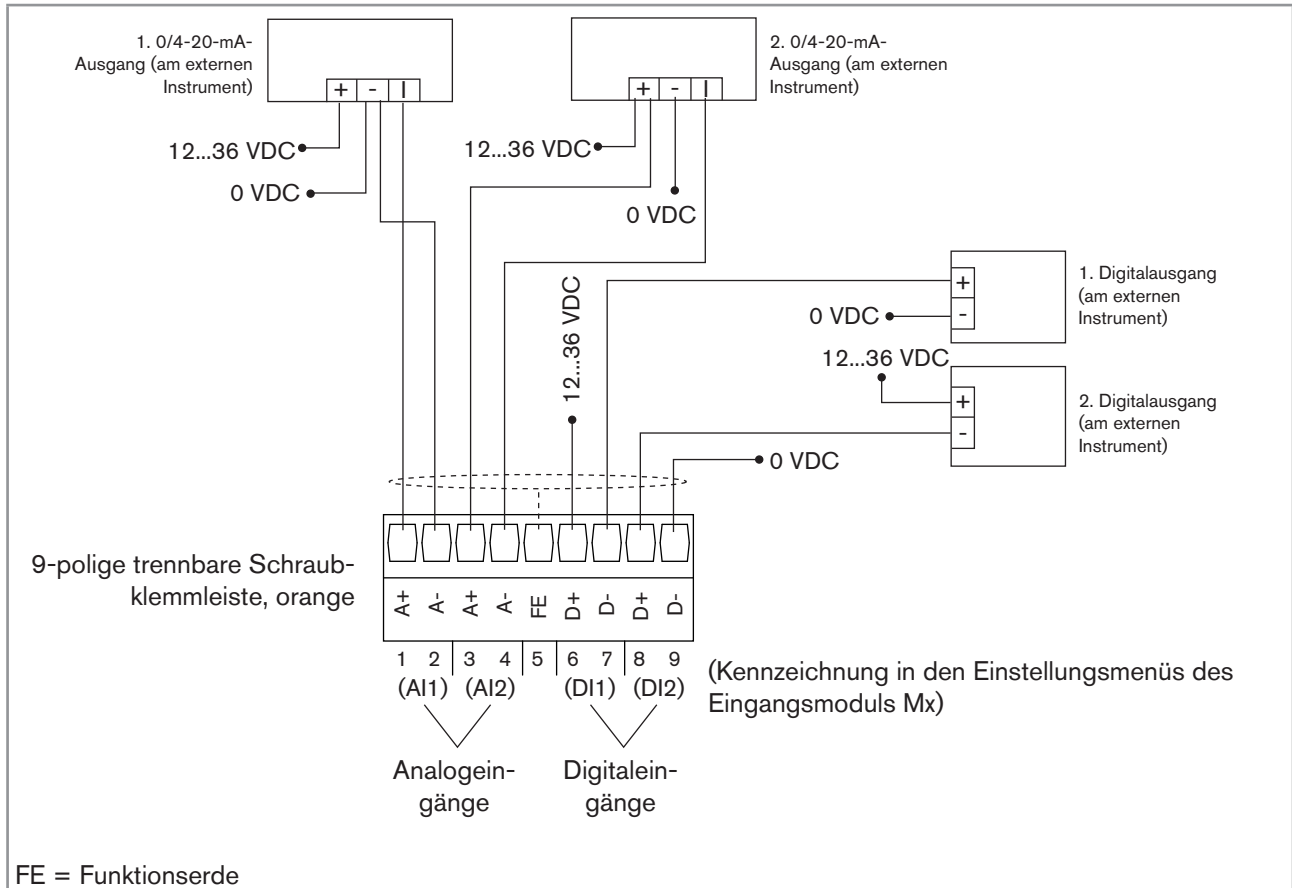 1. 0/4-20-mA-
Ausgang (am externen
Instrument)
+ - I
12...36 VDC
0 VDC
2. 0/4-20-mA-
Ausgang (am externen
Instrument)
+ - I
12...36 VDC
0 VDC
12...36 VDC
1. Digitalausgang
(am externen
Instrument)
+
-
0 VDC
12...36 VDC
2. Digitalausgang
(am externen
Instrument)
+
-
0 VDC
9-polige trennbare Schraub-
klemmleiste, orange
A+ A- A+ A- FE D+ D- D+ D-
1 2 3 4 5 6 7 8 9
(AI1) (AI2) (DI1) (DI2)
(Kennzeichnung in den Einstellungsmenüs des
Eingangsmoduls Mx)
Analogein-
gänge
Digitalein-
gänge
FE = Funktionserde